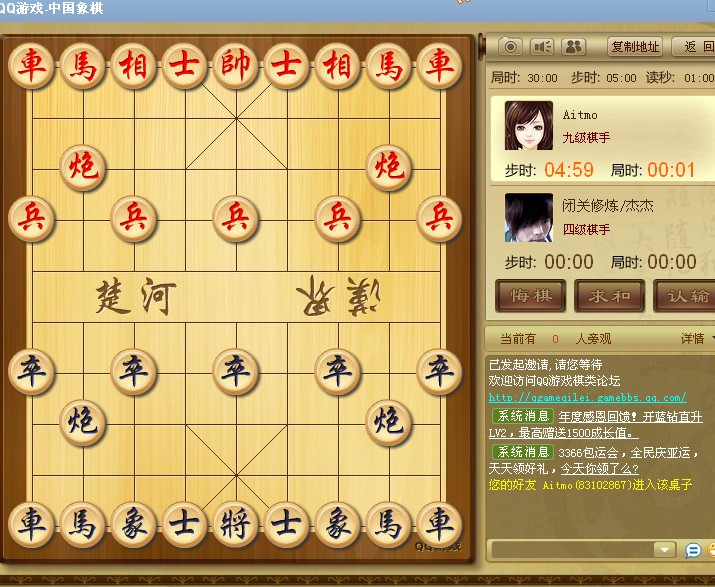 QQ游戏-中国象棋
車 馬 相 士 帥 士 相 馬 車
炮 炮
兵 兵 兵 兵 兵
楚河 漢界
卒 卒 卒 卒 卒
炮 炮
車 馬 象 士 將 士 象 馬 車
复制地址 返 回
局时: 30:00 步时: 05:00 读秒: 01:00
Aitmo
九级棋手
步时: 04:59 局时: 00:01
闭关修炼/杰杰
四级棋手
步时: 00:00 局时: 00:00
悔棋 求和 认输
当前有 0 人旁观 详情
已发起邀请,请您等待
欢迎访问QQ游戏棋类论坛
http://qgameqilei.gamebbs.qq.com/
系统消息 年度感恩回馈! 开蓝钻直升
LV2，最高赠送1500成长值。
系统消息 3366包运会，全民庆亚运，
天天领好礼，今天你领了么?
您的好友 Aitmo(83102867)进入该桌子